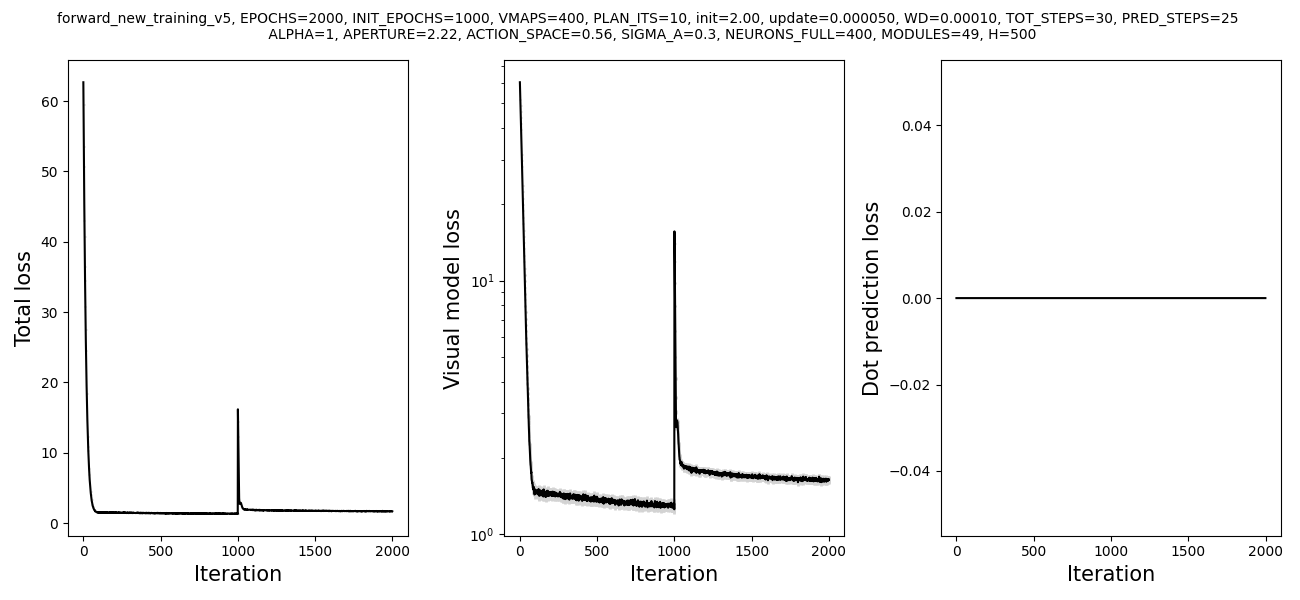 forward_new_training_v5, EPOCHS=2000, INIT_EPOCHS=1000, VMAPS=400, PLAN_ITS=10, init=2.00, update=0.000050, WD=0.00010, TOT_STEPS=30, PRED_STEPS=25
ALPHA=1, APERTURE=2.22, ACTION_SPACE=0.56, SIGMA_A=0.3, NEURONS_FULL=400, MODULES=49, H=500
Total loss
60
50
40
30
20
10
0
0 500 1000 1500 2000
Iteration
Visual model loss
10¹
10⁰
0 500 1000 1500 2000
Iteration
Dot prediction loss
0.04
0.02
0.00
−0.02
−0.04
0 500 1000 1500 2000
Iteration